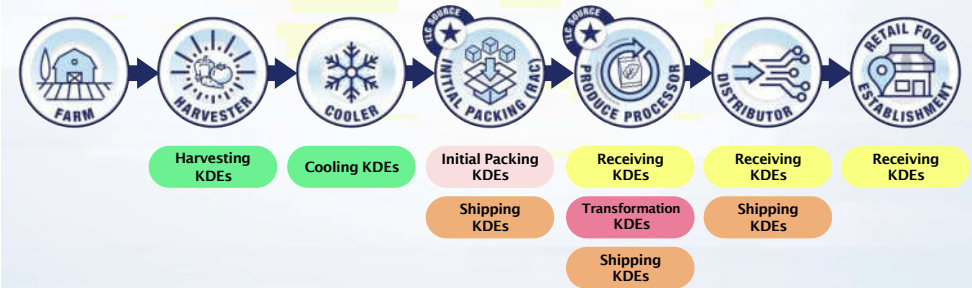 FARM
HARVESTER
COOLER
TLC SOURCE
INITIAL PACKING (RAC)
TLC SOURCE
PRODUCE PROCESSOR
DISTRIBUTOR
RETAIL FOOD
ESTABLISHMENT
Harvesting
KDEs
Cooling KDEs
Initial Packing
KDEs
Receiving
KDEs
Receiving
KDEs
Receiving
KDEs
Shipping
KDEs
Transformation
KDEs
Shipping
KDEs
Shipping
KDEs